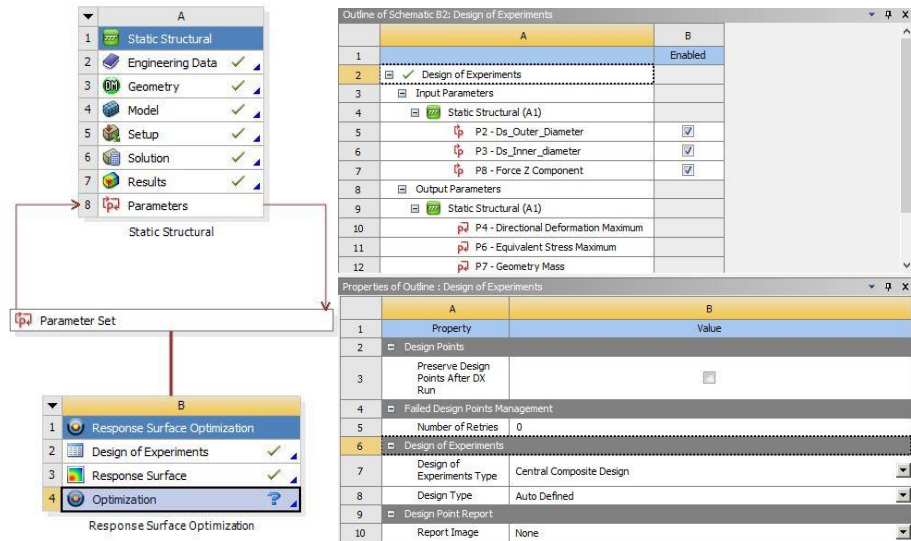 A
1 Static Structural
2 Engineering Data
3 Geometry
4 Model
5 Setup
6 Solution
7 Results
8 Parameters
Static Structural
Parameter Set
B
1 Response Surface Optimization
2 Design of Experiments
3 Response Surface
4 Optimization ?
Response Surface Optimization
Outline of Schematic B2: Design of Experiments
A B
1 Enabled
2 Design of Experiments
3 Input Parameters
4 Static Structural (A1)
5 P2 - Ds_Outer_Diameter
6 P3 - Ds_Inner_diameter
7 P8 - Force Z Component
8 Output Parameters
9 Static Structural (A1)
10 P4 - Directional Deformation Maximum
11 P6 - Equivalent Stress Maximum
12 P7 - Geometry Mass
Properties of Outline : Design of Experiments
A B
1 Property Value
2 Design Points
3 Preserve Design
Points After DX
Run
4 Failed Design Points Management
5 Number of Retries 0
6 Design of Experiments
7 Design of
Experiments Type Central Composite Design
8 Design Type Auto Defined
9 Design Point Report
10 Report Image None